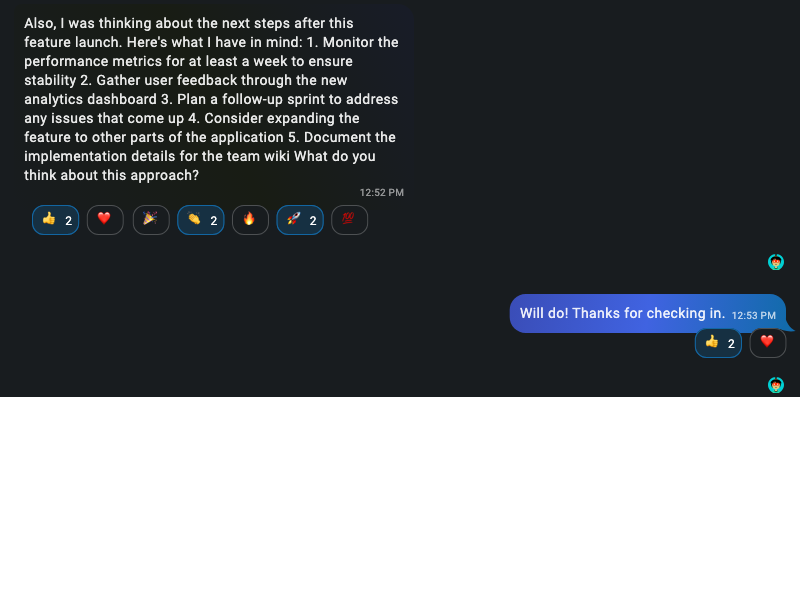 Also, I was thinking about the next steps after this
feature launch. Here's what I have in mind: 1. Monitor the
performance metrics for at least a week to ensure
stability 2. Gather user feedback through the new
analytics dashboard 3. Plan a follow-up sprint to address
any issues that come up 4. Consider expanding the
feature to other parts of the application 5. Document the
implementation details for the team wiki What do you
think about this approach?
12:52 PM
👍 2 ❤️ 🎉 👏 2 🔥 🚀 2 💯
Will do! Thanks for checking in. 12:53 PM
👍 2 ❤️